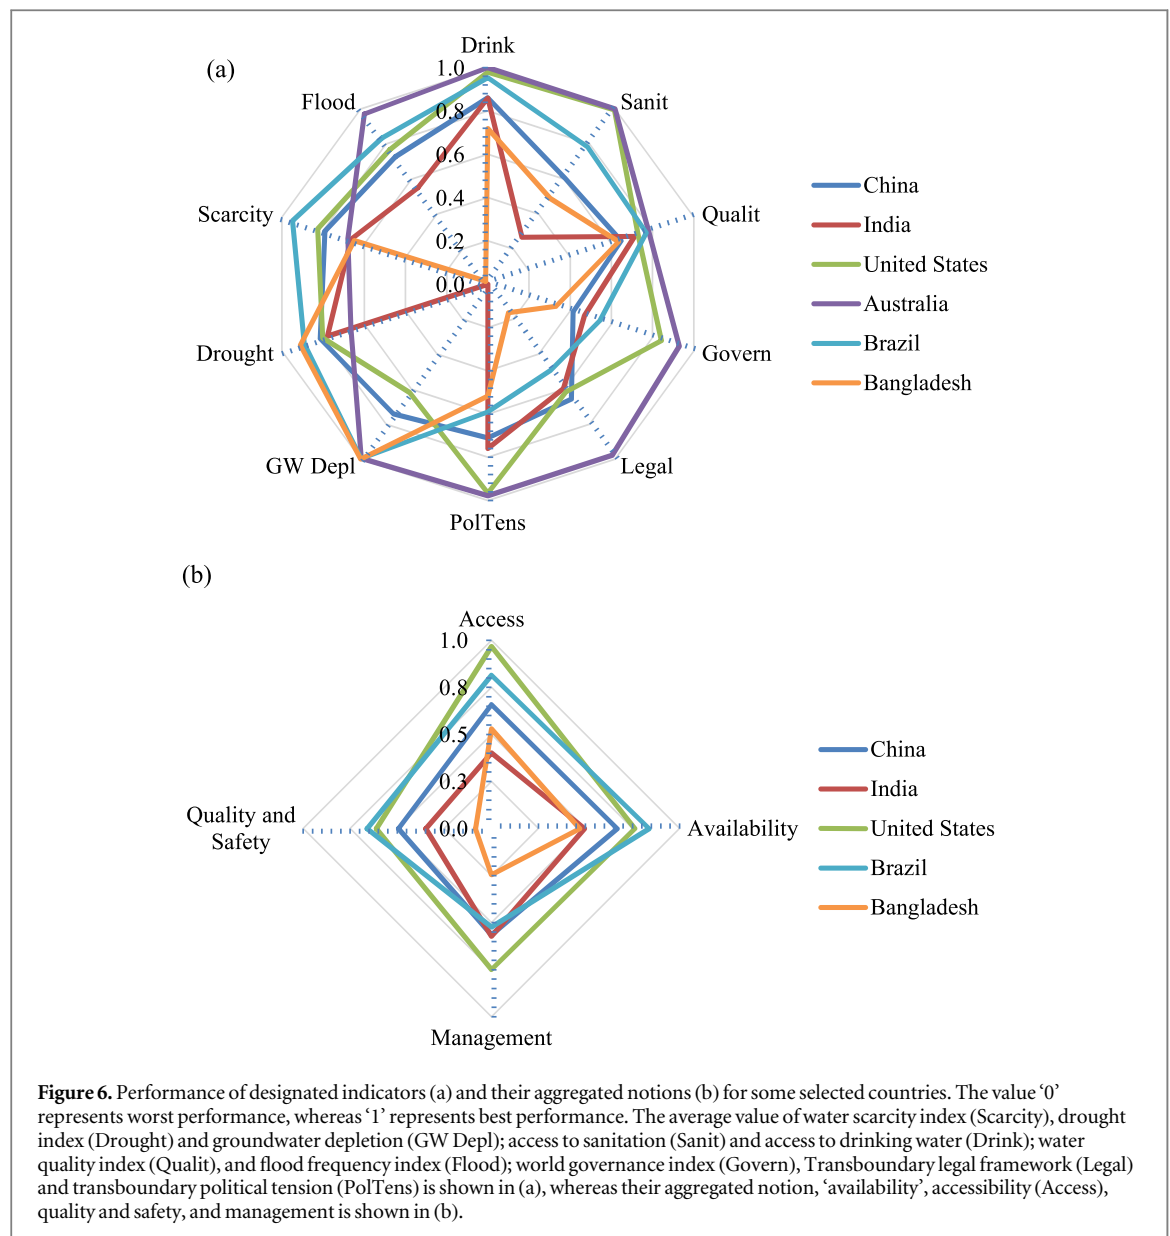 (a)
Drink
1.0
Flood
Sanit
0.8
0.6
0.4
Scarcity
Qualit
0.2
0.0
Drought
Govern
GW Depl
Legal
PolTens
China
India
United States
Australia
Brazil
Bangladesh
(b)
Access
1.0
0.8
0.5
0.3
Quality and
Safety
0.0
Availability
Management
China
India
United States
Brazil
Bangladesh
Figure 6. Performance of designated indicators (a) and their aggregated notions (b) for some selected countries. The value ‘0’
represents worst performance, whereas ‘1’ represents best performance. The average value of water scarcity index (Scarcity), drought
index (Drought) and groundwater depletion (GW Depl); access to sanitation (Sanit) and access to drinking water (Drink); water
quality index (Qualit), and flood frequency index (Flood); world governance index (Govern), Transboundary legal framework (Legal)
and transboundary political tension (PolTens) is shown in (a), whereas their aggregated notion, ‘availability’, accessibility (Access),
quality and safety, and management is shown in (b).